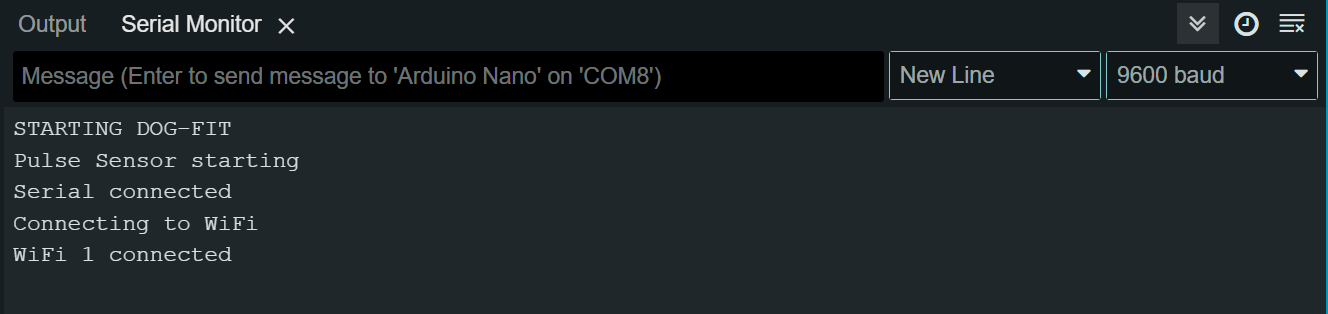 Output Serial Monitor
Message (Enter to send message to 'Arduino Nano' on 'COM8') New Line 9600 baud
STARTING DOG-FIT
Pulse Sensor starting
Serial connected
Connecting to WiFi
WiFi 1 connected